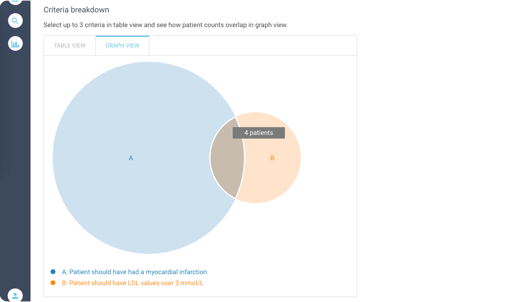 Criteria breakdown
Select up to 3 criteria in table view and see how patient counts overlap in graph view.
TABLE VIEW
GRAPH VIEW
4 patients
A
B
A: Patient should have had a myocardial infarction
B: Patient should have LDL values over 3 mmol/L